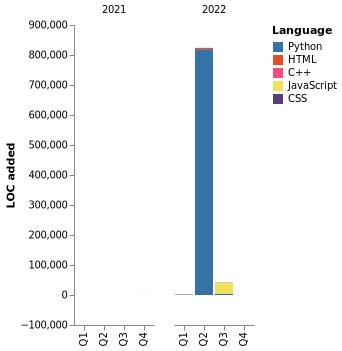 2021
2022
LOC added
900,000
800,000
700,000
600,000
500,000
400,000
300,000
200,000
100,000
0
−100,000
Q1
Q2
Q3
Q4
Q1
Q2
Q3
Q4
Language
Python
HTML
C++
JavaScript
CSS